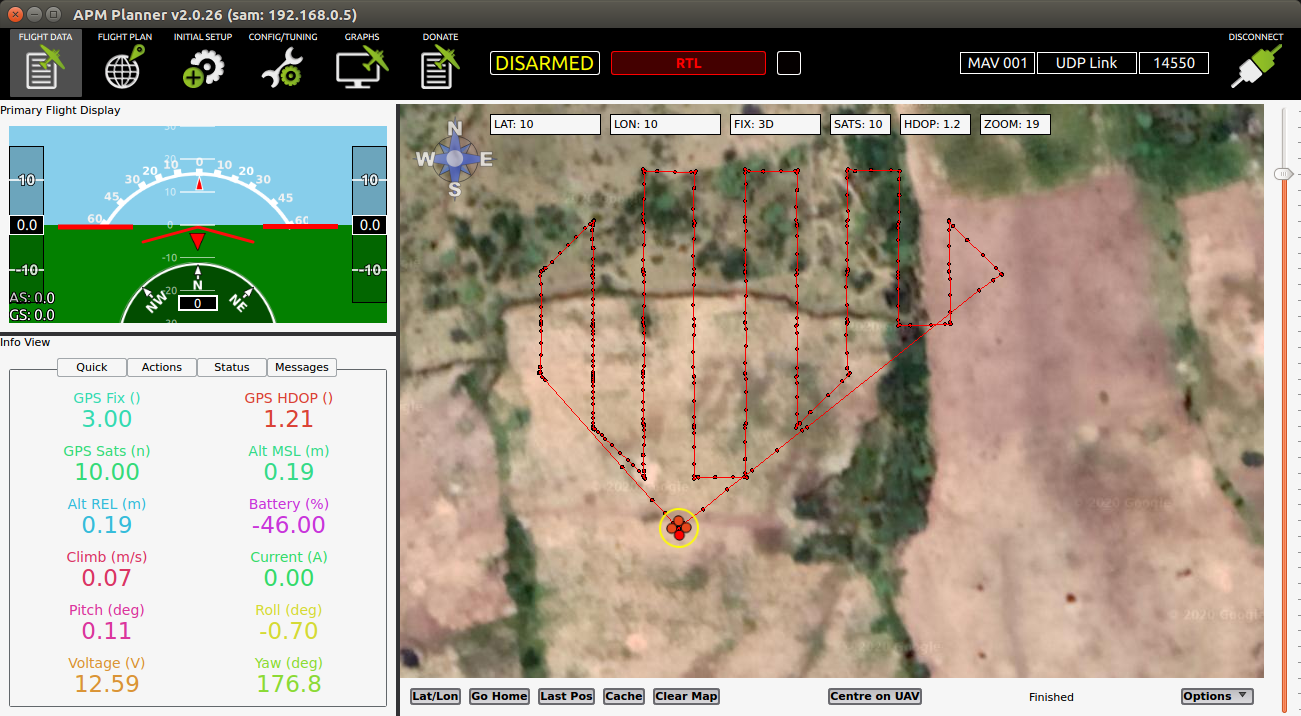 APM Planner v2.0.26 (sam: 192.168.0.5)
FLIGHT DATA FLIGHT PLAN INITIAL SETUP CONFIG/TUNING GRAPHS DONATE DISCONNECT
DISARMED RTL MAV 001 UDP Link 14550
Primary Flight Display
LAT: 10 LON: 10 FIX: 3D SATS: 10 HDOP: 1.2 ZOOM: 19
N
W E
S
30
20 10 0 10 20
30 30
45 10 45
60 60
10 10
0.0 0 0.0
-10 -10 -10
-20
NW N NE
0
AS: 0.0
GS: 0.0
Info View
Quick Actions Status Messages
GPS Fix () GPS HDOP ()
3.00 1.21
GPS Sats (n) Alt MSL (m)
10.00 0.19
Alt REL (m) Battery (%)
0.19 -46.00
Climb (m/s) Current (A)
0.07 0.00
Pitch (deg) Roll (deg)
0.11 -0.70
Voltage (V) Yaw (deg)
12.59 176.8
© 2020 Google
© 2020 Google
Lat/Lon Go Home Last Pos Cache Clear Map Centre on UAV Finished Options